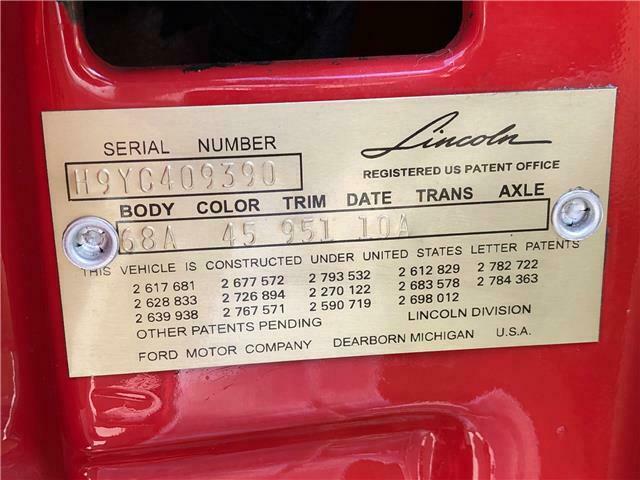 SERIAL NUMBER
Lincoln
H9YC409390
REGISTERED US PATENT OFFICE
BODY COLOR TRIM DATE TRANS AXLE
68A 45 951 10A
THIS VEHICLE IS CONSTRUCTED UNDER UNITED STATES LETTER PATENTS
2 617 681 2 677 572 2 793 532 2 612 829 2 782 722
2 628 833 2 726 894 2 270 122 2 683 578 2 784 363
2 639 938 2 767 571 2 590 719 2 698 012
OTHER PATENTS PENDING LINCOLN DIVISION
FORD MOTOR COMPANY DEARBORN MICHIGAN U.S.A.